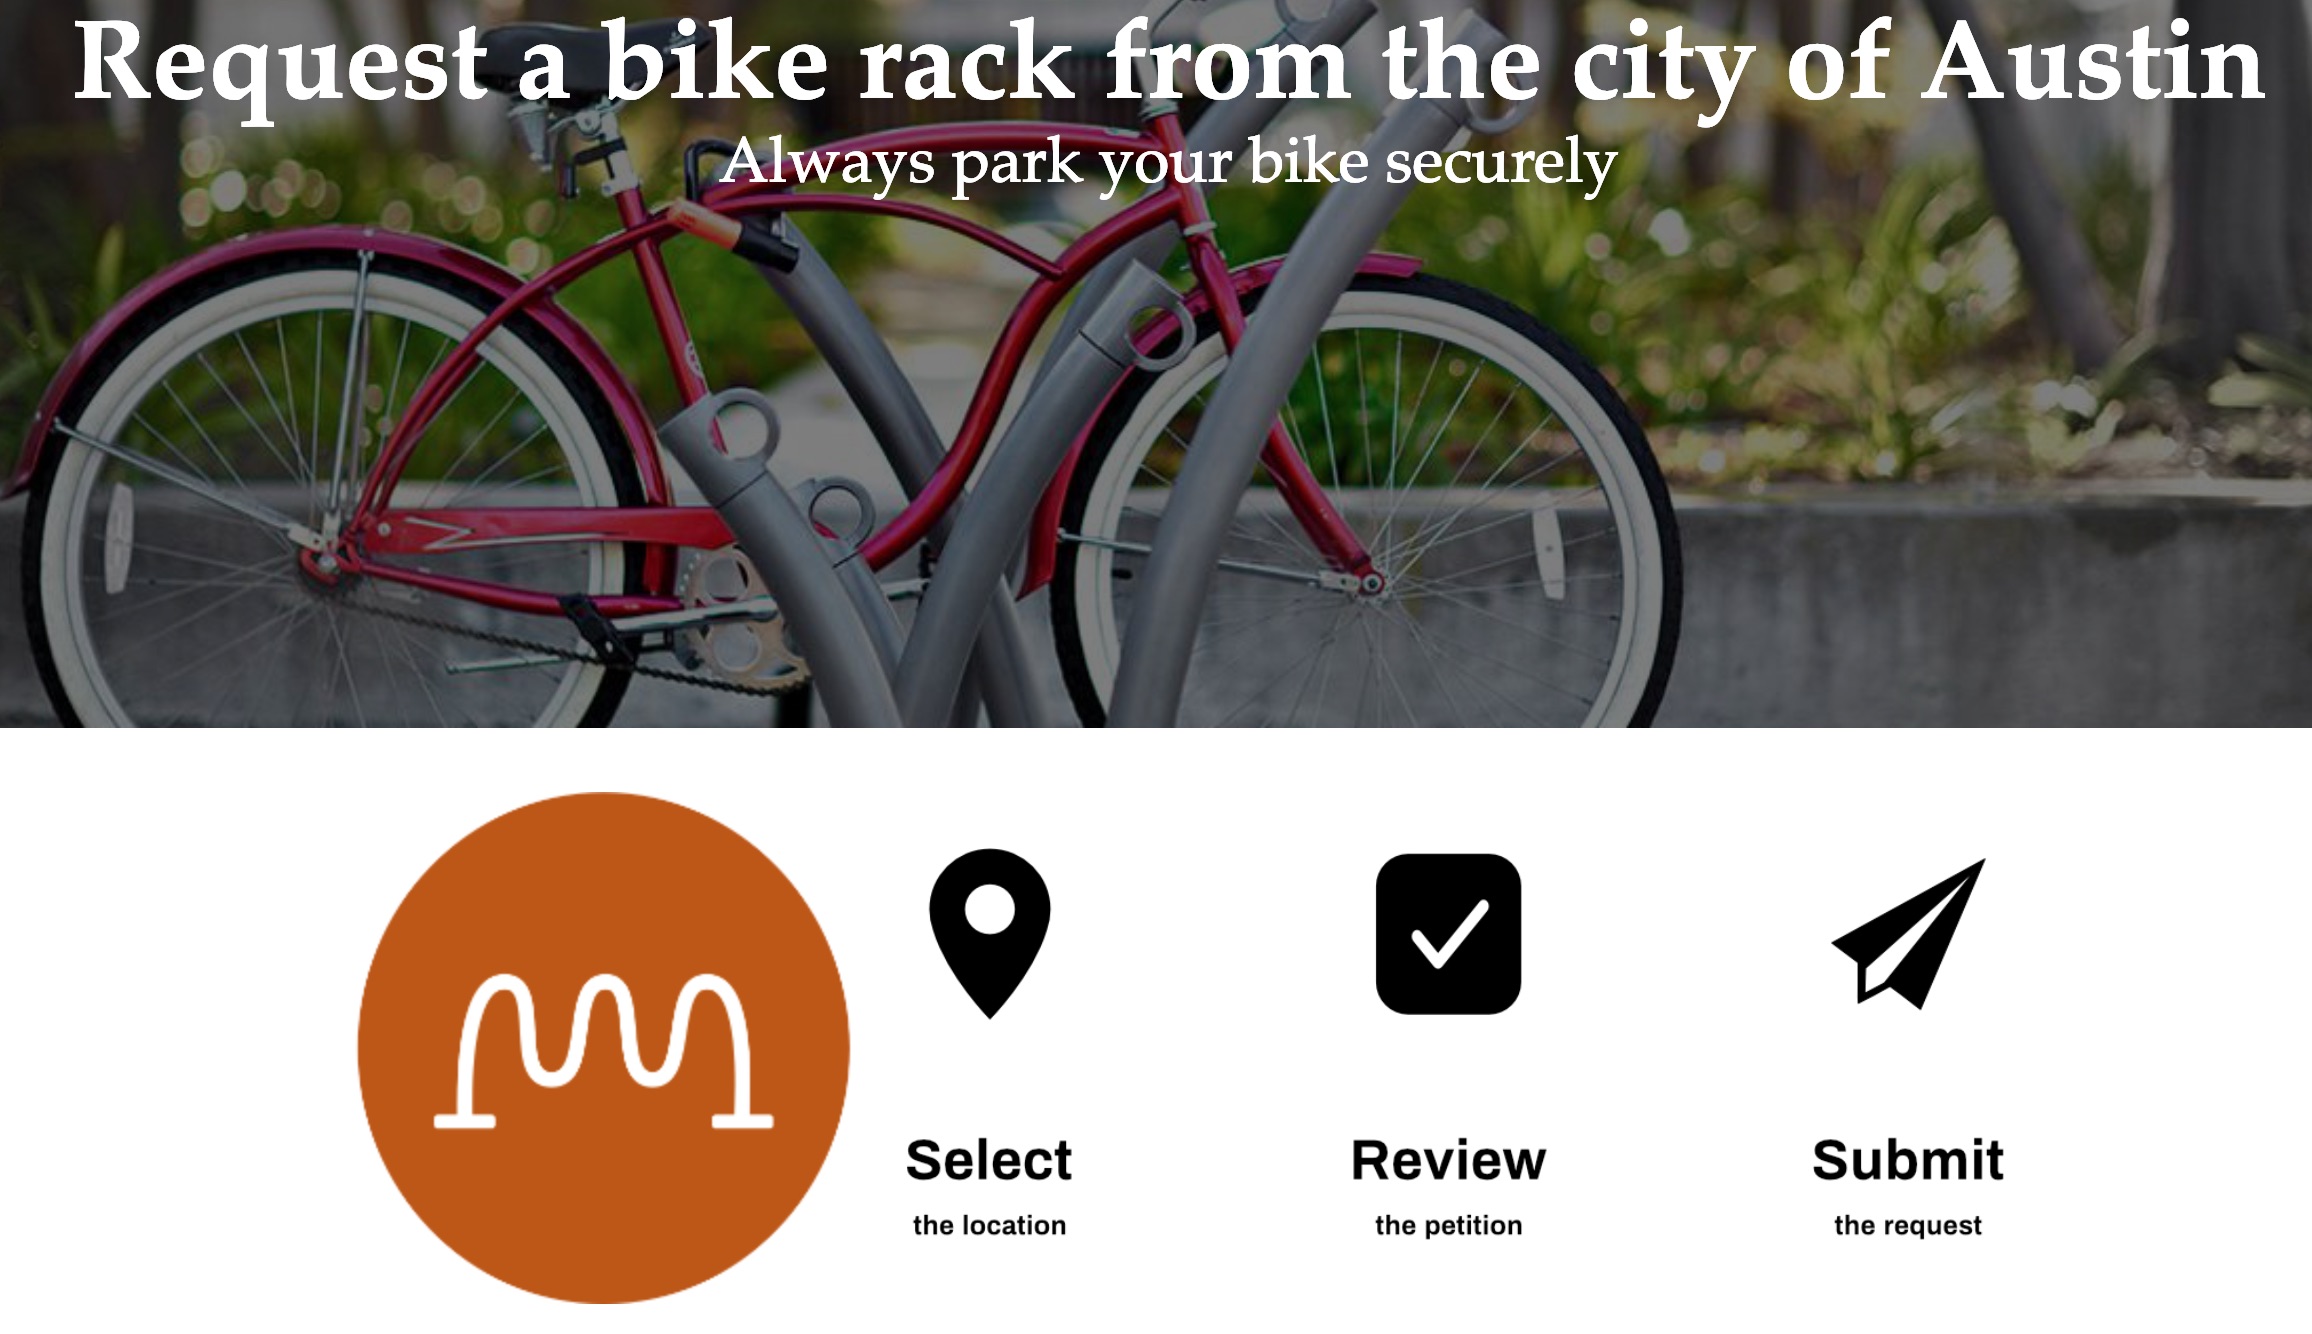 Request a bike rack from the city of Austin
Always park your bike securely
Select
the location
Review
the petition
Submit
the request